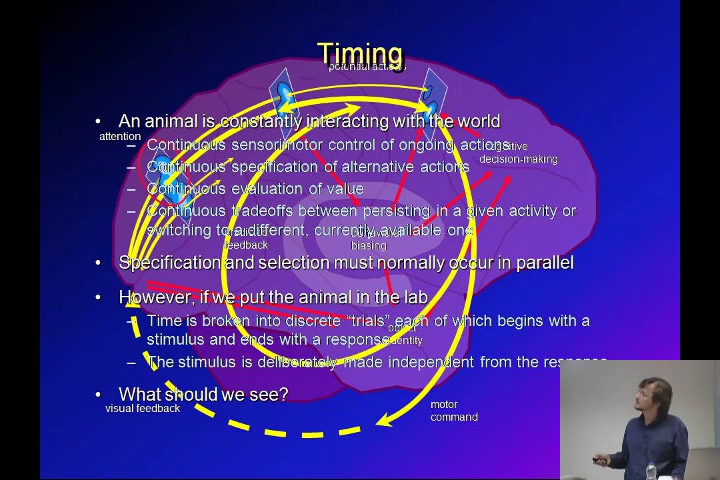 Timing
potential actions
• An animal is constantly interacting with the world
attention
– Continuous sensorimotor control of ongoing actions
cognitive
decision-making
– Continuous specification of alternative actions
– Continuous evaluation of value
– Continuous tradeoffs between persisting in a given activity or
switching to a different, currently available one
feedback
biasing
• Specification and selection must normally occur in parallel
• However, if we put the animal in the lab
– Time is broken into discrete “trials” each of which begins with a
stimulus and ends with a response
identity
– The stimulus is deliberately made independent from the response
• What should we see?
visual feedback
motor
command